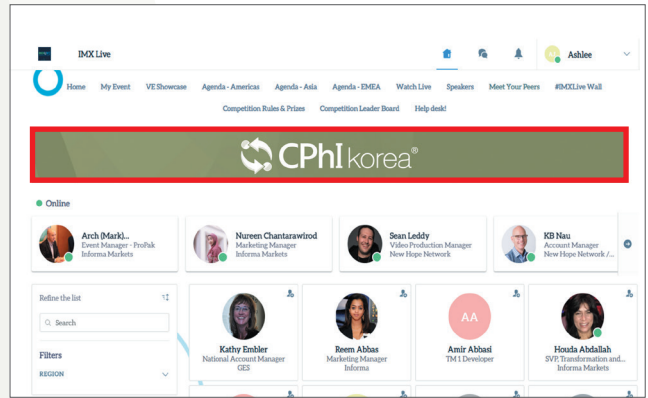 IMX Live
Ashlee
Home My Event VE Showcase Agenda - Americas Agenda - Asia Agenda - EMEA Watch Live Speakers Meet Your Peers #IMXLive Wall
Competition Rules & Prizes Competition Leader Board Help desk!
CPhI korea®
Online
Arch (Mark)...
Event Manager - ProPak
Informa Markets
Nureen Chantarawirod
Marketing Manager
Informa Markets
Sean Leddy
Video Production Manager
New Hope Network
KB Nau
Account Manager
New Hope Network /...
Refine the list
Search
Filters
REGION
Kathy Embler
National Account Manager
GES
Reem Abbas
Marketing Manager
Informa
AA
Amir Abbasi
TM 1 Developer
Houda Abdallah
SVP, Transformation and...
Informa Markets